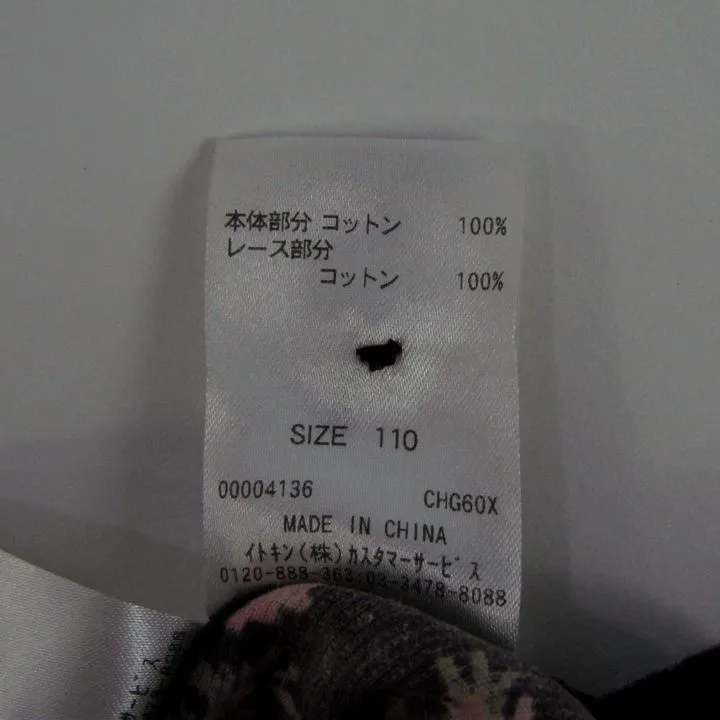 本体部分 コットン 100%
レース部分
コットン 100%
SIZE 110
00004136 CHG60X
MADE IN CHINA
イトキン(株)カスタマーサービス
0120-888-363:03-3478-8088